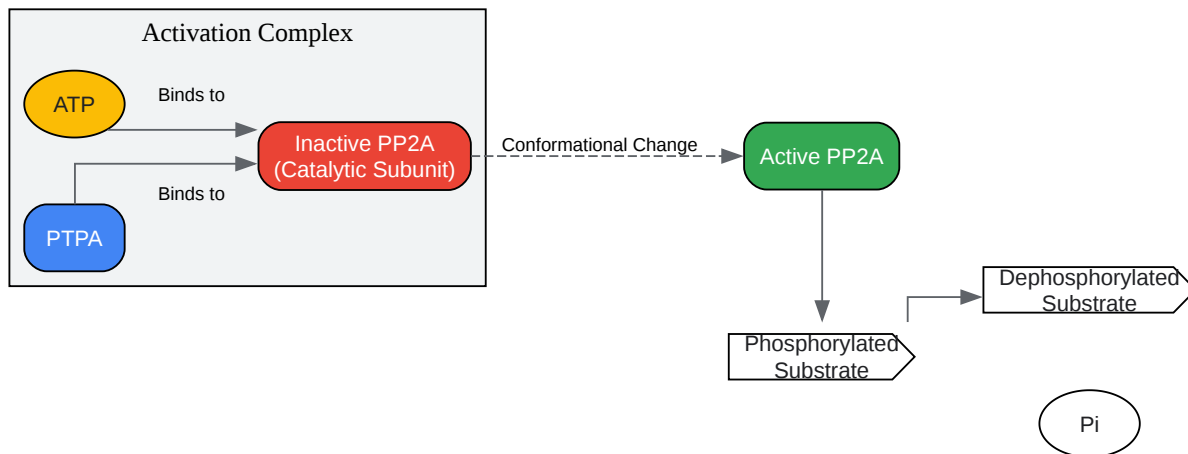 Activation Complex
ATP
Binds to
Inactive PP2A
(Catalytic Subunit)
Conformational Change
Active PP2A
Binds to
PTPA
Dephosphorylated
Substrate
Phosphorylated
Substrate
Pi